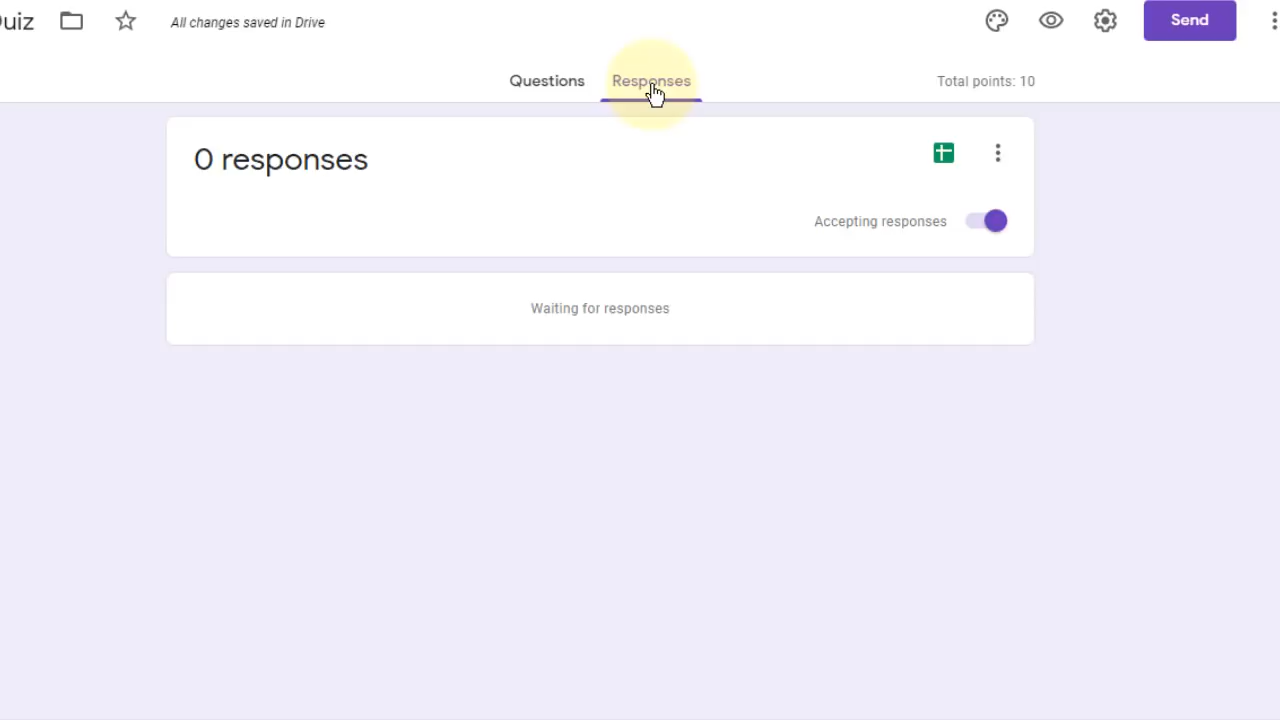 uiz
All changes saved in Drive
Send
Questions
Responses
Total points: 10
0 responses
Accepting responses
Waiting for responses